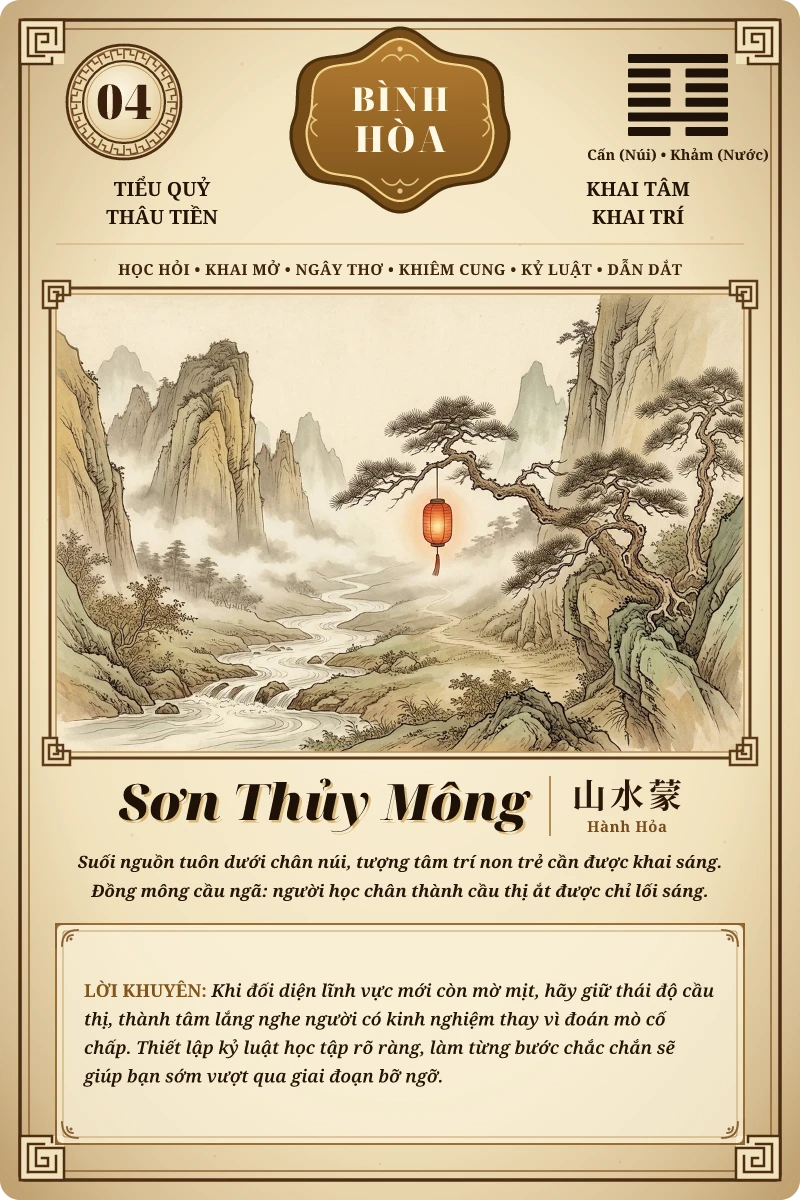 04
BÌNH
HÒA
Cấn (Núi) • Khảm (Nước)
TIỂU QUỶ
THÂU TIỀN
KHAI TÂM
KHAI TRÍ
HỌC HỎI • KHAI MỞ • NGÂY THƠ • KHIÊM CUNG • KỶ LUẬT • DẪN DẮT
Sơn Thủy Mông
山水蒙
Hành Hỏa
Suối nguồn tuôn dưới chân núi, tượng tâm trí non trẻ cần được khai sáng.
Đồng mông cầu ngã: người học chân thành cầu thị ắt được chỉ lối sáng.
LỜI KHUYÊN: Khi đối diện lĩnh vực mới còn mờ mịt, hãy giữ thái độ cầu
thị, thành tâm lắng nghe người có kinh nghiệm thay vì đoán mò cố
chấp. Thiết lập kỷ luật học tập rõ ràng, làm từng bước chắc chắn sẽ
giúp bạn sớm vượt qua giai đoạn bỡ ngỡ.